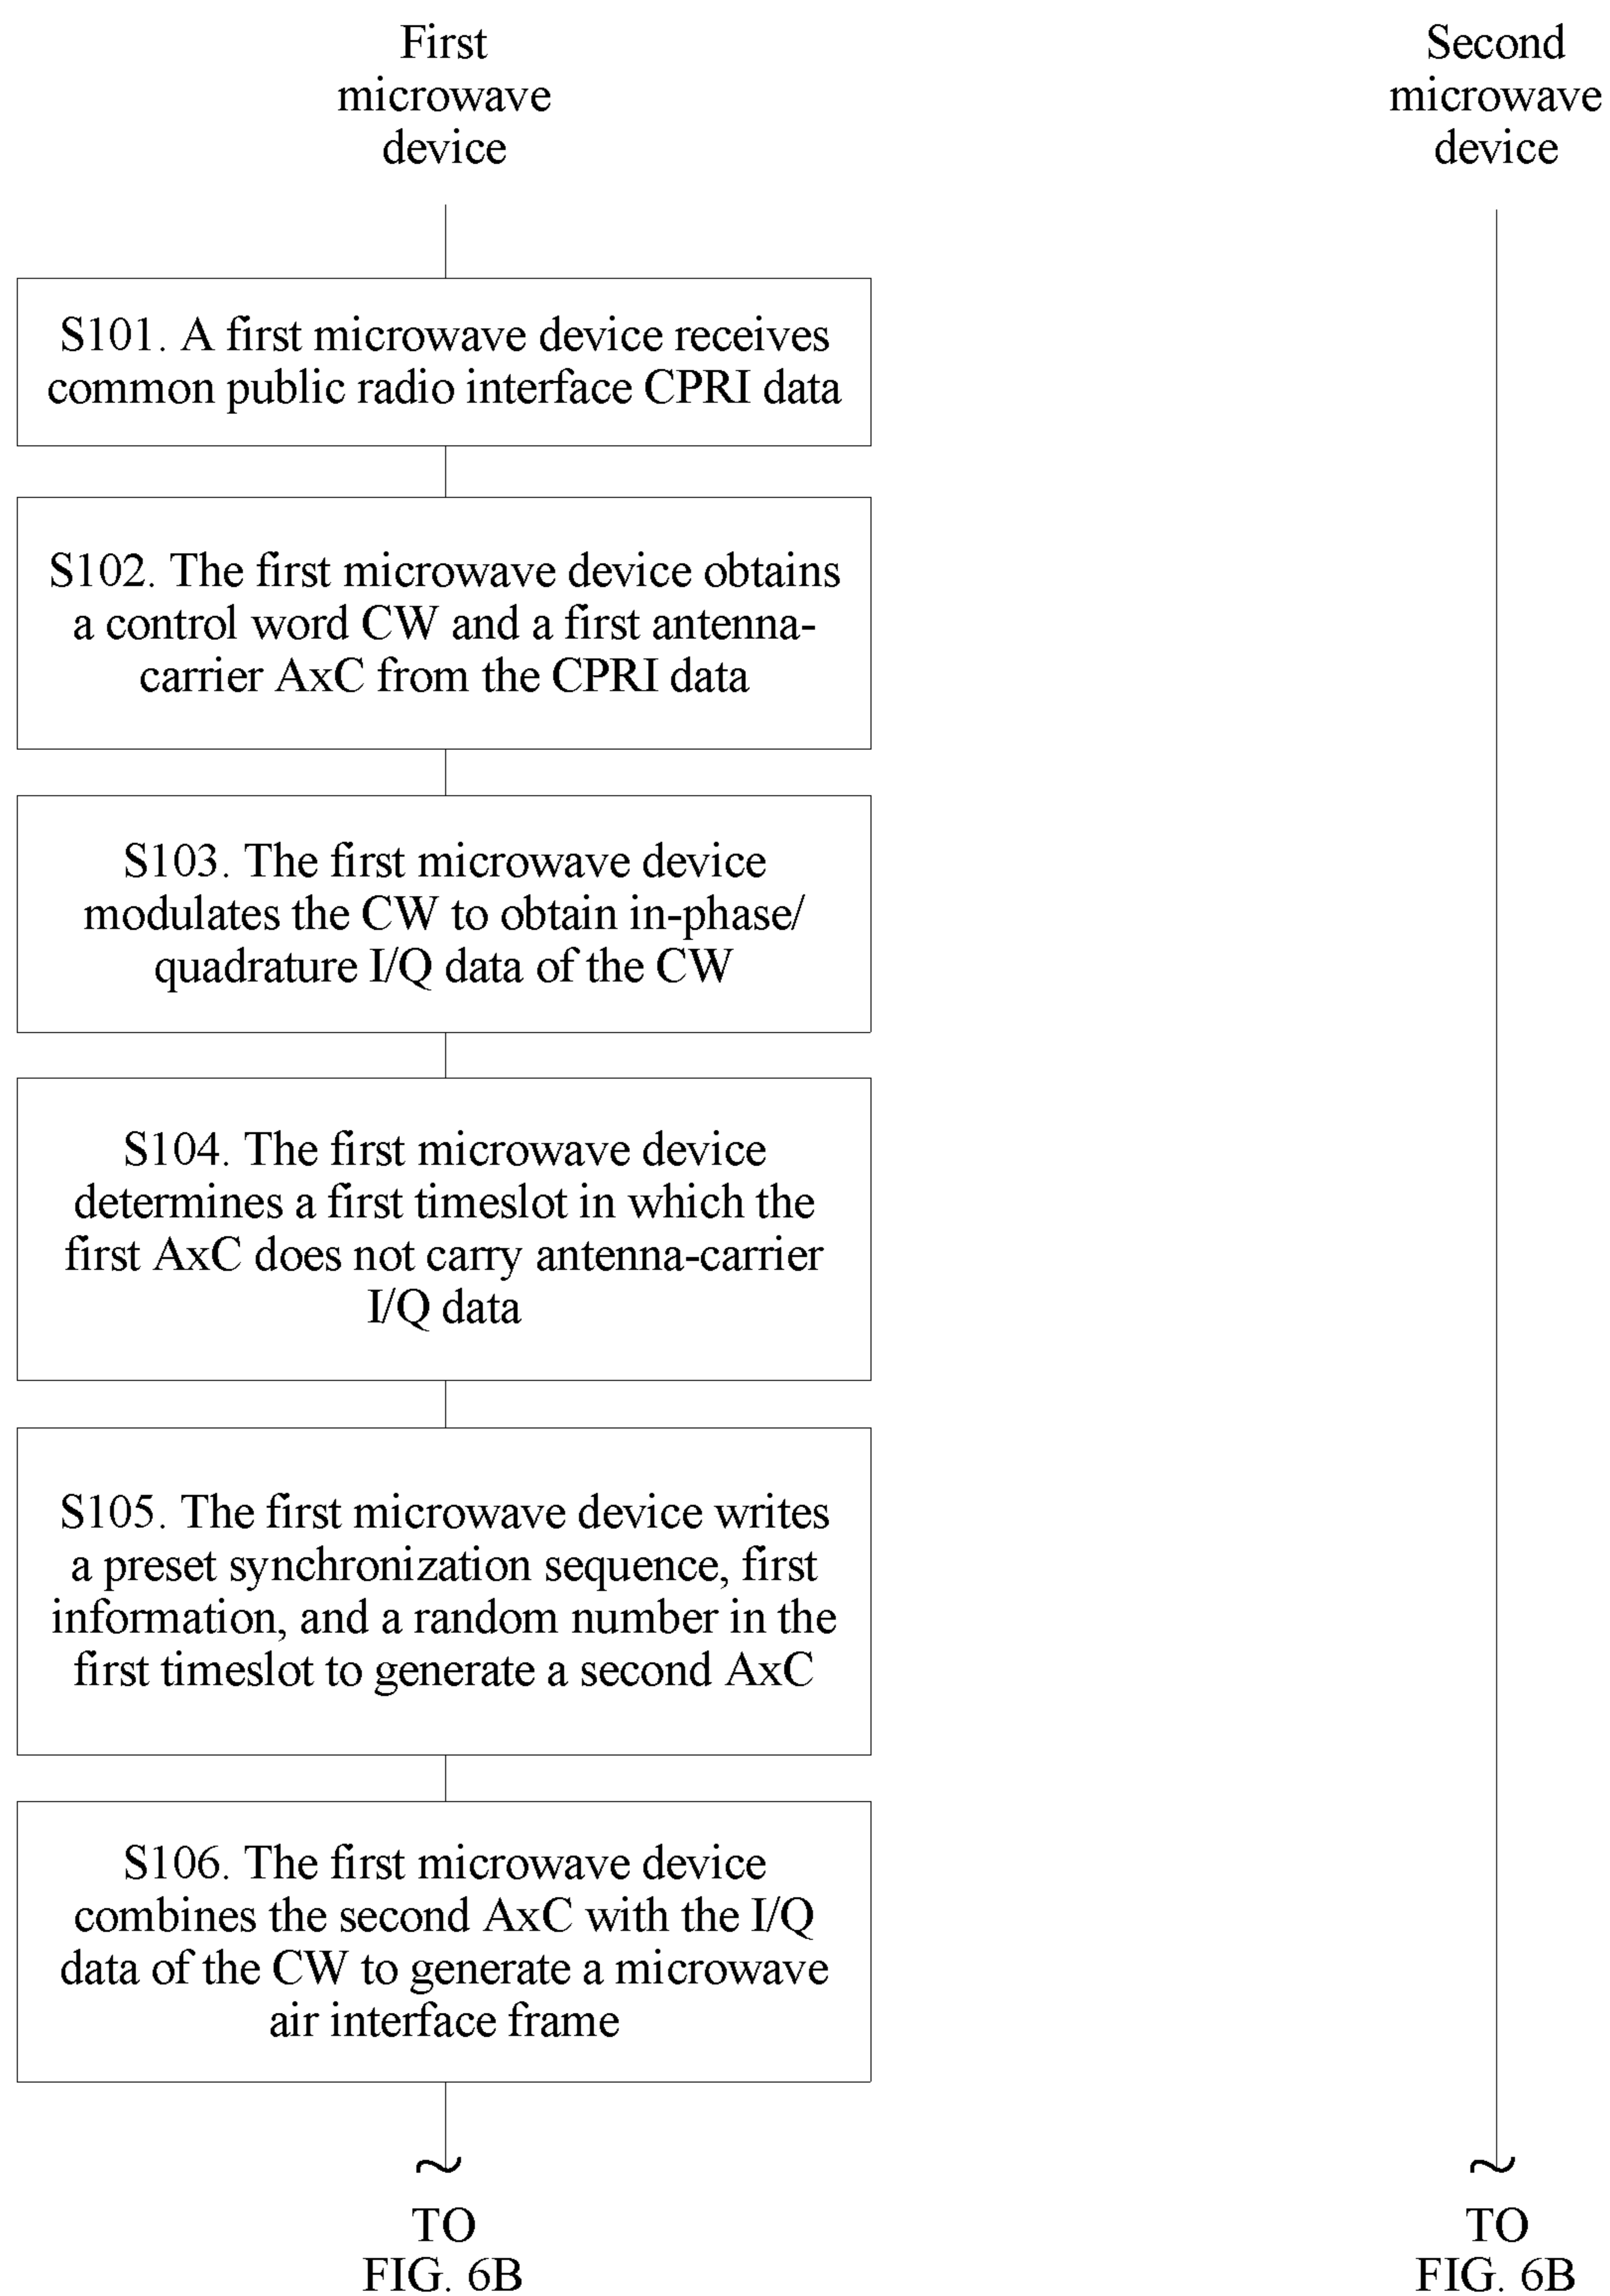 First
microwave
device
Second
microwave
device
S101. A first microwave device receives
common public radio interface CPRI data
S102. The first microwave device obtains
a control word CW and a first antenna-
carrier AxC from the CPRI data
S103. The first microwave device
modulates the CW to obtain in-phase/
quadrature I/Q data of the CW
S104. The first microwave device
determines a first timeslot in which the
first AxC does not carry antenna-carrier
I/Q data
S105. The first microwave device writes
a preset synchronization sequence, first
information, and a random number in the
first timeslot to generate a second AxC
S106. The first microwave device
combines the second AxC with the I/Q
data of the CW to generate a microwave
air interface frame
~
TO
FIG. 6B
~
TO
FIG. 6B